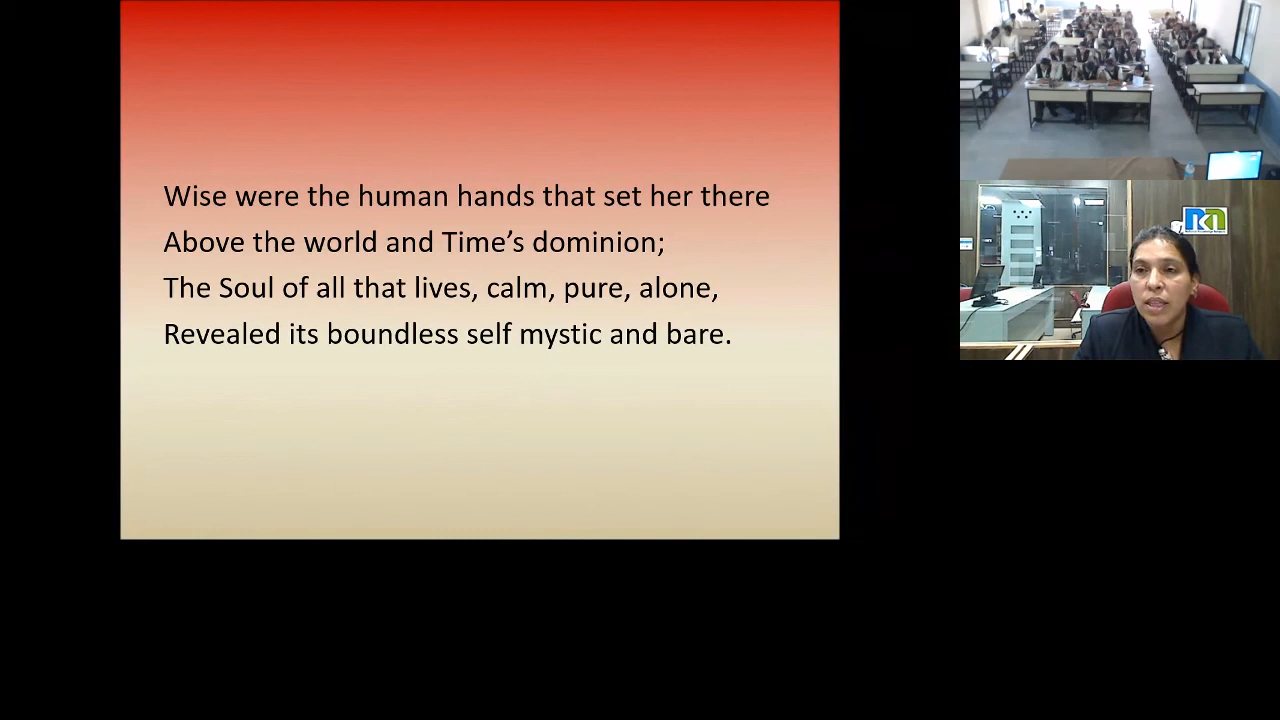 Wise were the human hands that set her there
Above the world and Time’s dominion;
The Soul of all that lives, calm, pure, alone,
Revealed its boundless self mystic and bare.